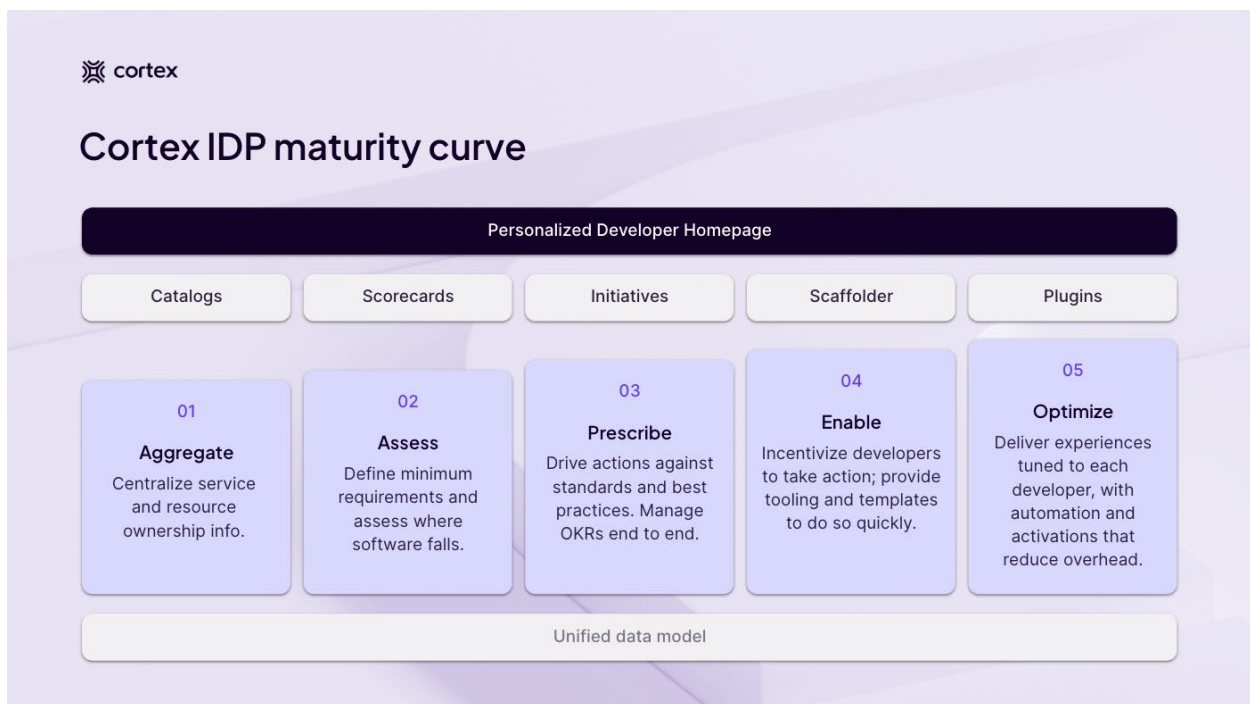 cortex
Cortex IDP maturity curve
Personalized Developer Homepage
Catalogs
Scorecards
Initiatives
Scaffolder
Plugins
01
Aggregate
Centralize service
and resource
ownership info.
02
Assess
Define minimum
requirements and
assess where
software falls.
03
Prescribe
Drive actions against
standards and best
practices. Manage
OKRs end to end.
04
Enable
Incentivize developers
to take action; provide
tooling and templates
to do so quickly.
05
Optimize
Deliver experiences
tuned to each
developer, with
automation and
activations that
reduce overhead.
Unified data model